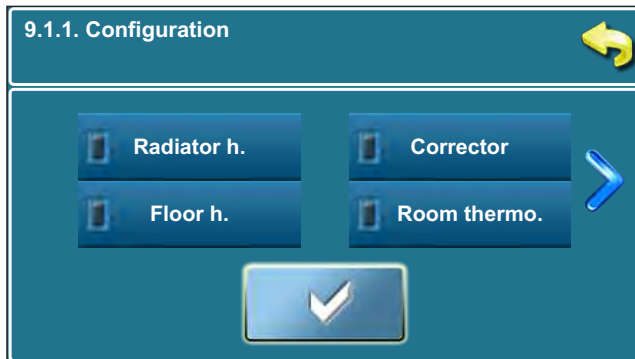 9.1.1. Configuration
Radiator h.
Corrector
Floor h.
Room thermo.